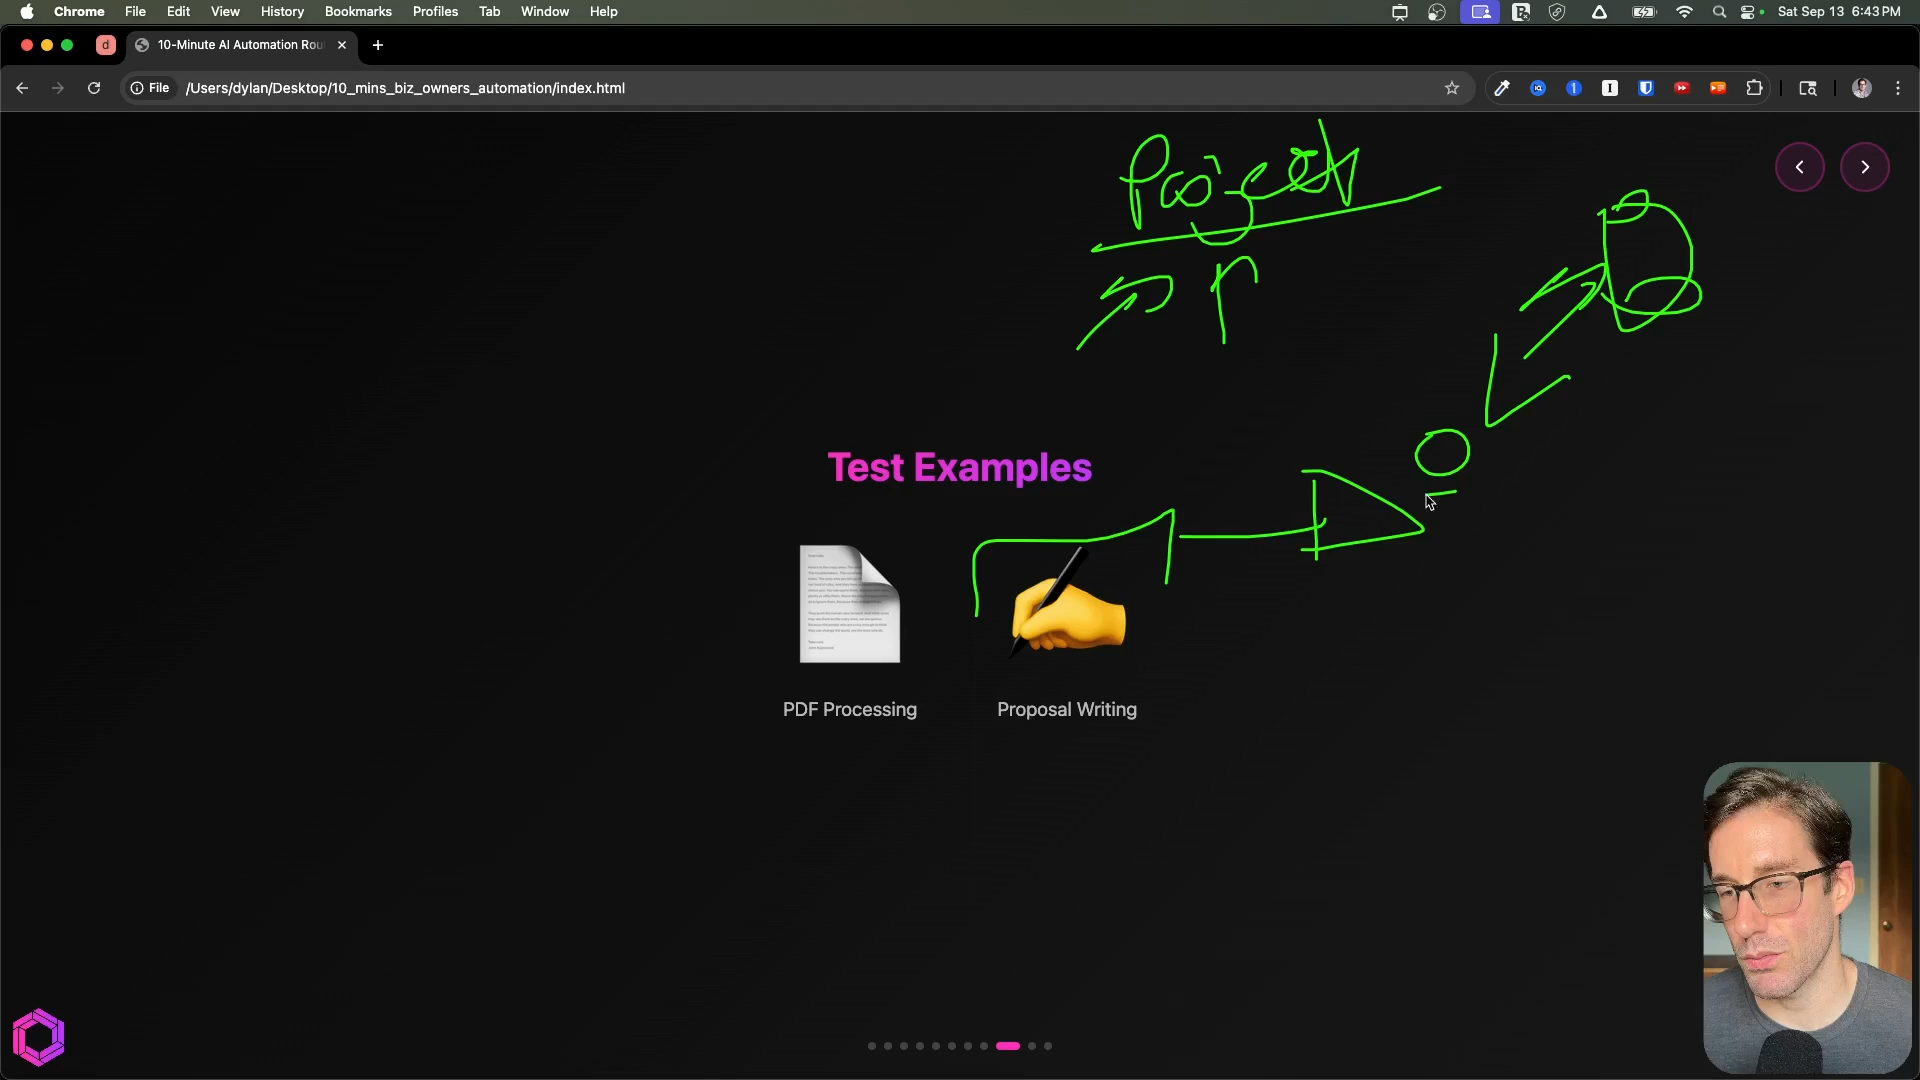 Chrome File Edit View History Bookmarks Profiles Tab Window Help Sat Sep 13 6:43 PM
d 10-Minute AI Automation Rou
File /Users/dylan/Desktop/10_mins_biz_owners_automation/index.html
Test Examples
PDF Processing Proposal Writing